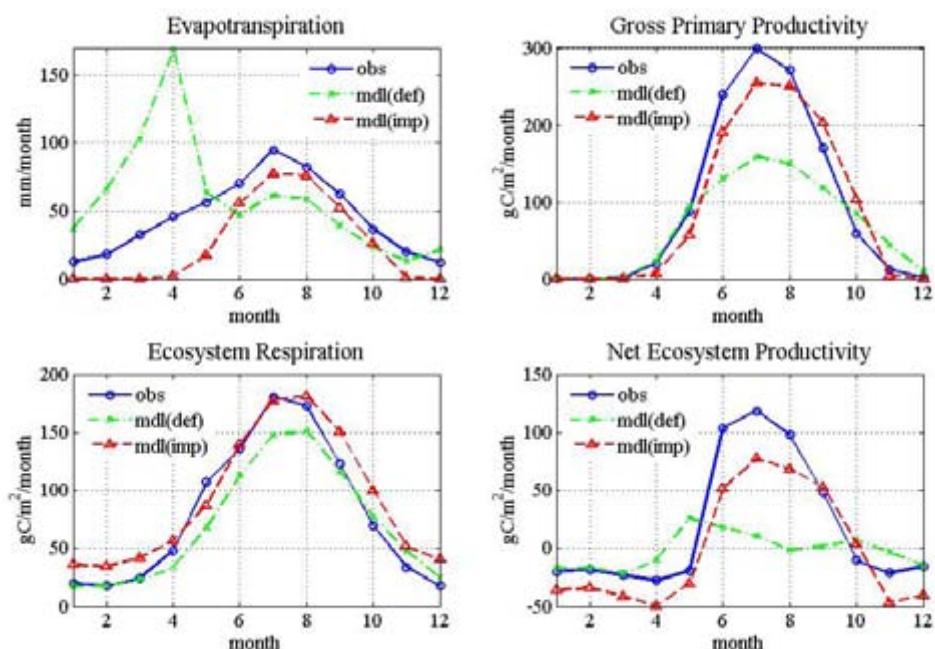 Evapotranspiration
150
100
50
0
mm/month
obs
mdl(def)
mdl(imp)
2 4 6 8 10 12
month
Gross Primary Productivity
300
200
100
0
gC/m²/month
obs
mdl(def)
mdl(imp)
2 4 6 8 10 12
month
Ecosystem Respiration
200
150
100
50
0
gC/m²/month
obs
mdl(def)
mdl(imp)
2 4 6 8 10 12
month
Net Ecosystem Productivity
150
100
50
0
-50
gC/m²/month
obs
mdl(def)
mdl(imp)
2 4 6 8 10 12
month